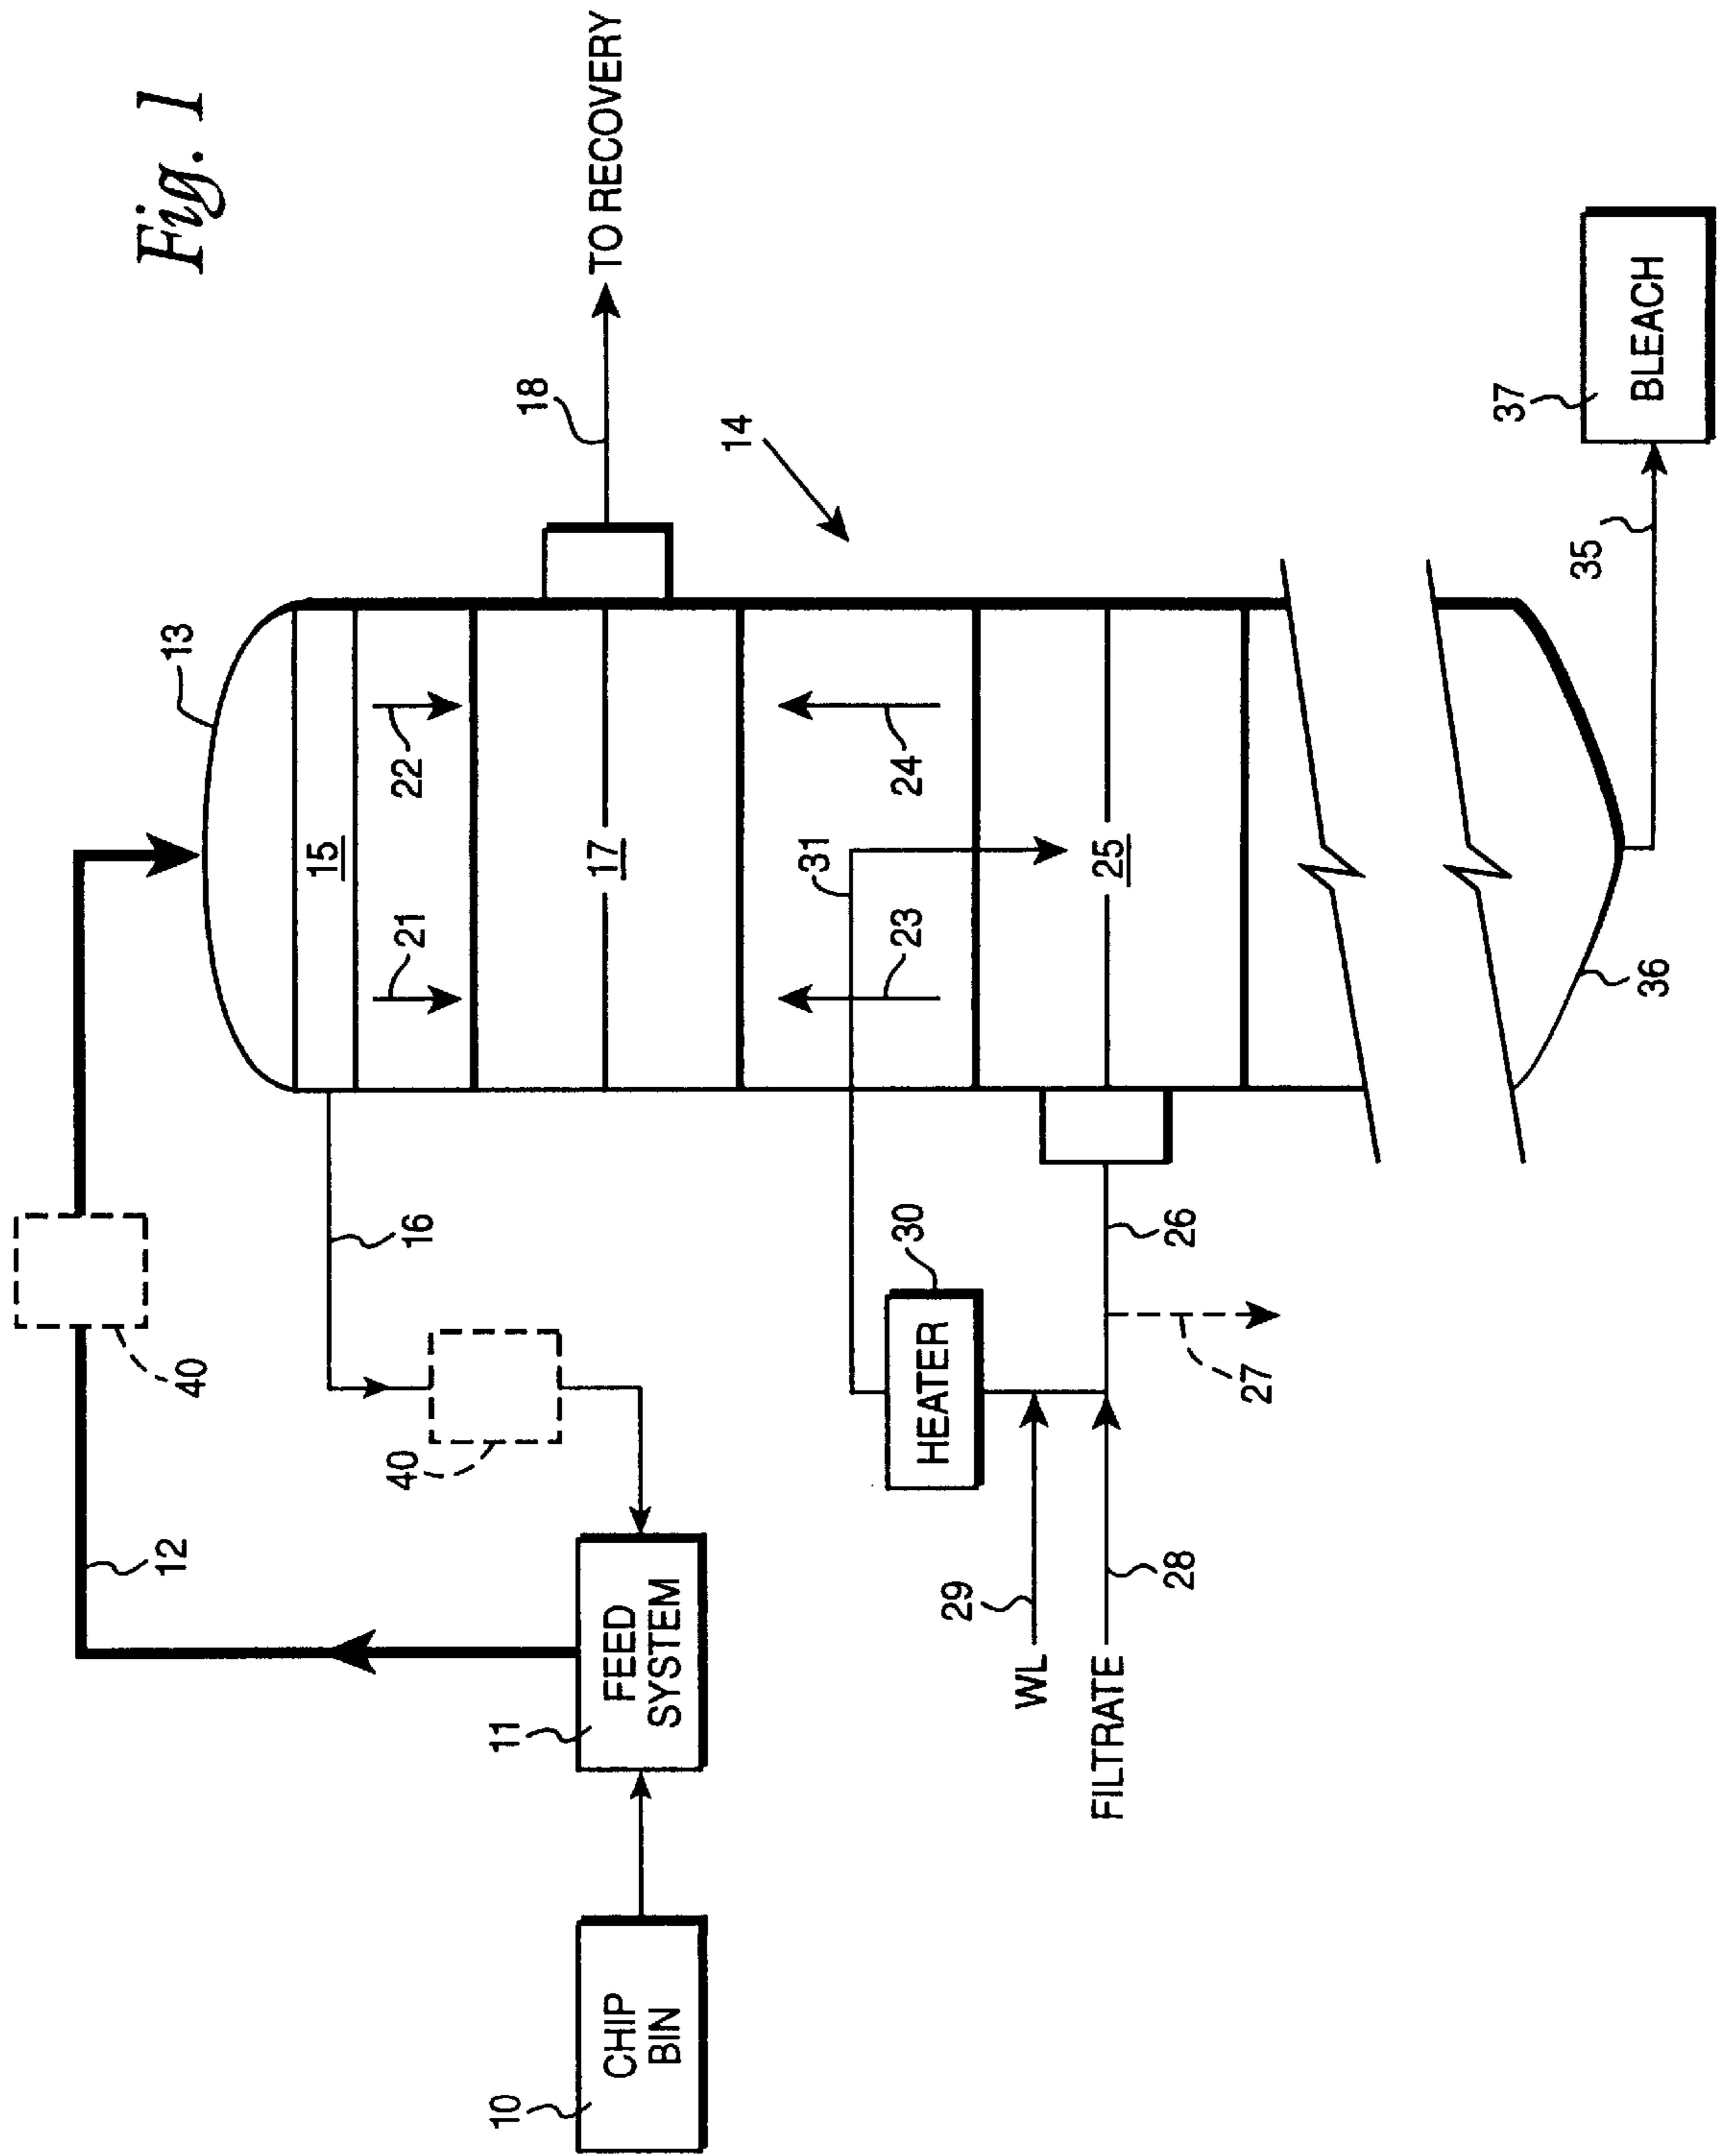 Fig. 1
13
12
40
15
16
22
21
TO RECOVERY
18
17
14
40
FEED
SYSTEM
11
CHIP
BIN
10
31
24
23
30
HEATER
25
26
27
29
WL
28
FILTRATE
37
BLEACH
35
36